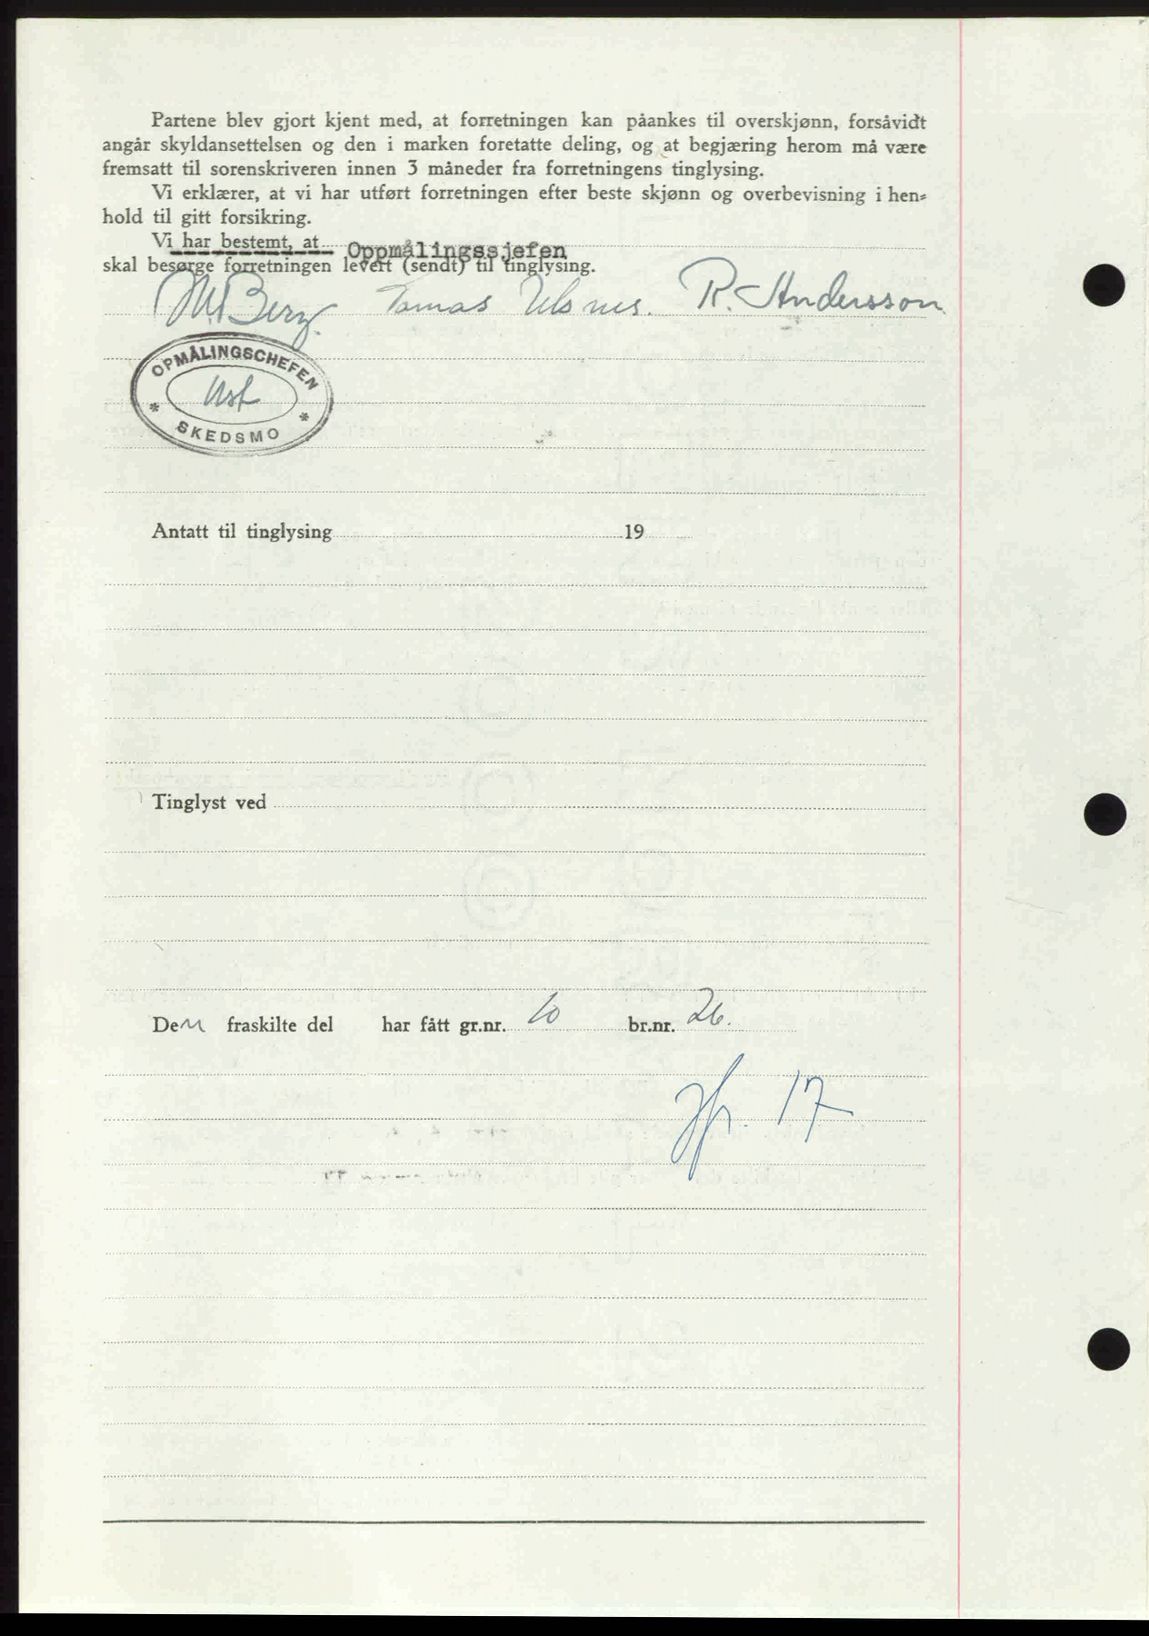 Partene blev gjort kjent med, at forretningen kan påankes til overskjønn, forsåvidt
angår skyldansettelsen og den i marken foretatte deling, og at begjæring herom må være
fremsatt til sorenskriveren innen 3 måneder fra forretningens tinglysing.
Vi erklærer, at vi har utført forretningen efter beste skjønn og overbevisning i hen=
hold til gitt forsikring.
Vi har bestemt, at Oppmålingssjefen
skal besørge forretningen levert (sendt) til tinglysing.
M. Berg. Tomas Ulsnes. R. Andersson
OPMÅLINGSCHEFEN
* *
SKEDSMO
Antatt til tinglysing 19
Tinglyst ved
Den fraskilte del har fått gr.nr. 10 br.nr. 26.
Jfr. 17